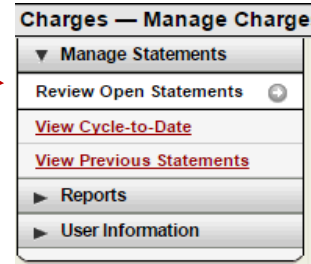 Charges — Manage Charge
Manage Statements
Review Open Statements
View Cycle-to-Date
View Previous Statements
Reports
User Information